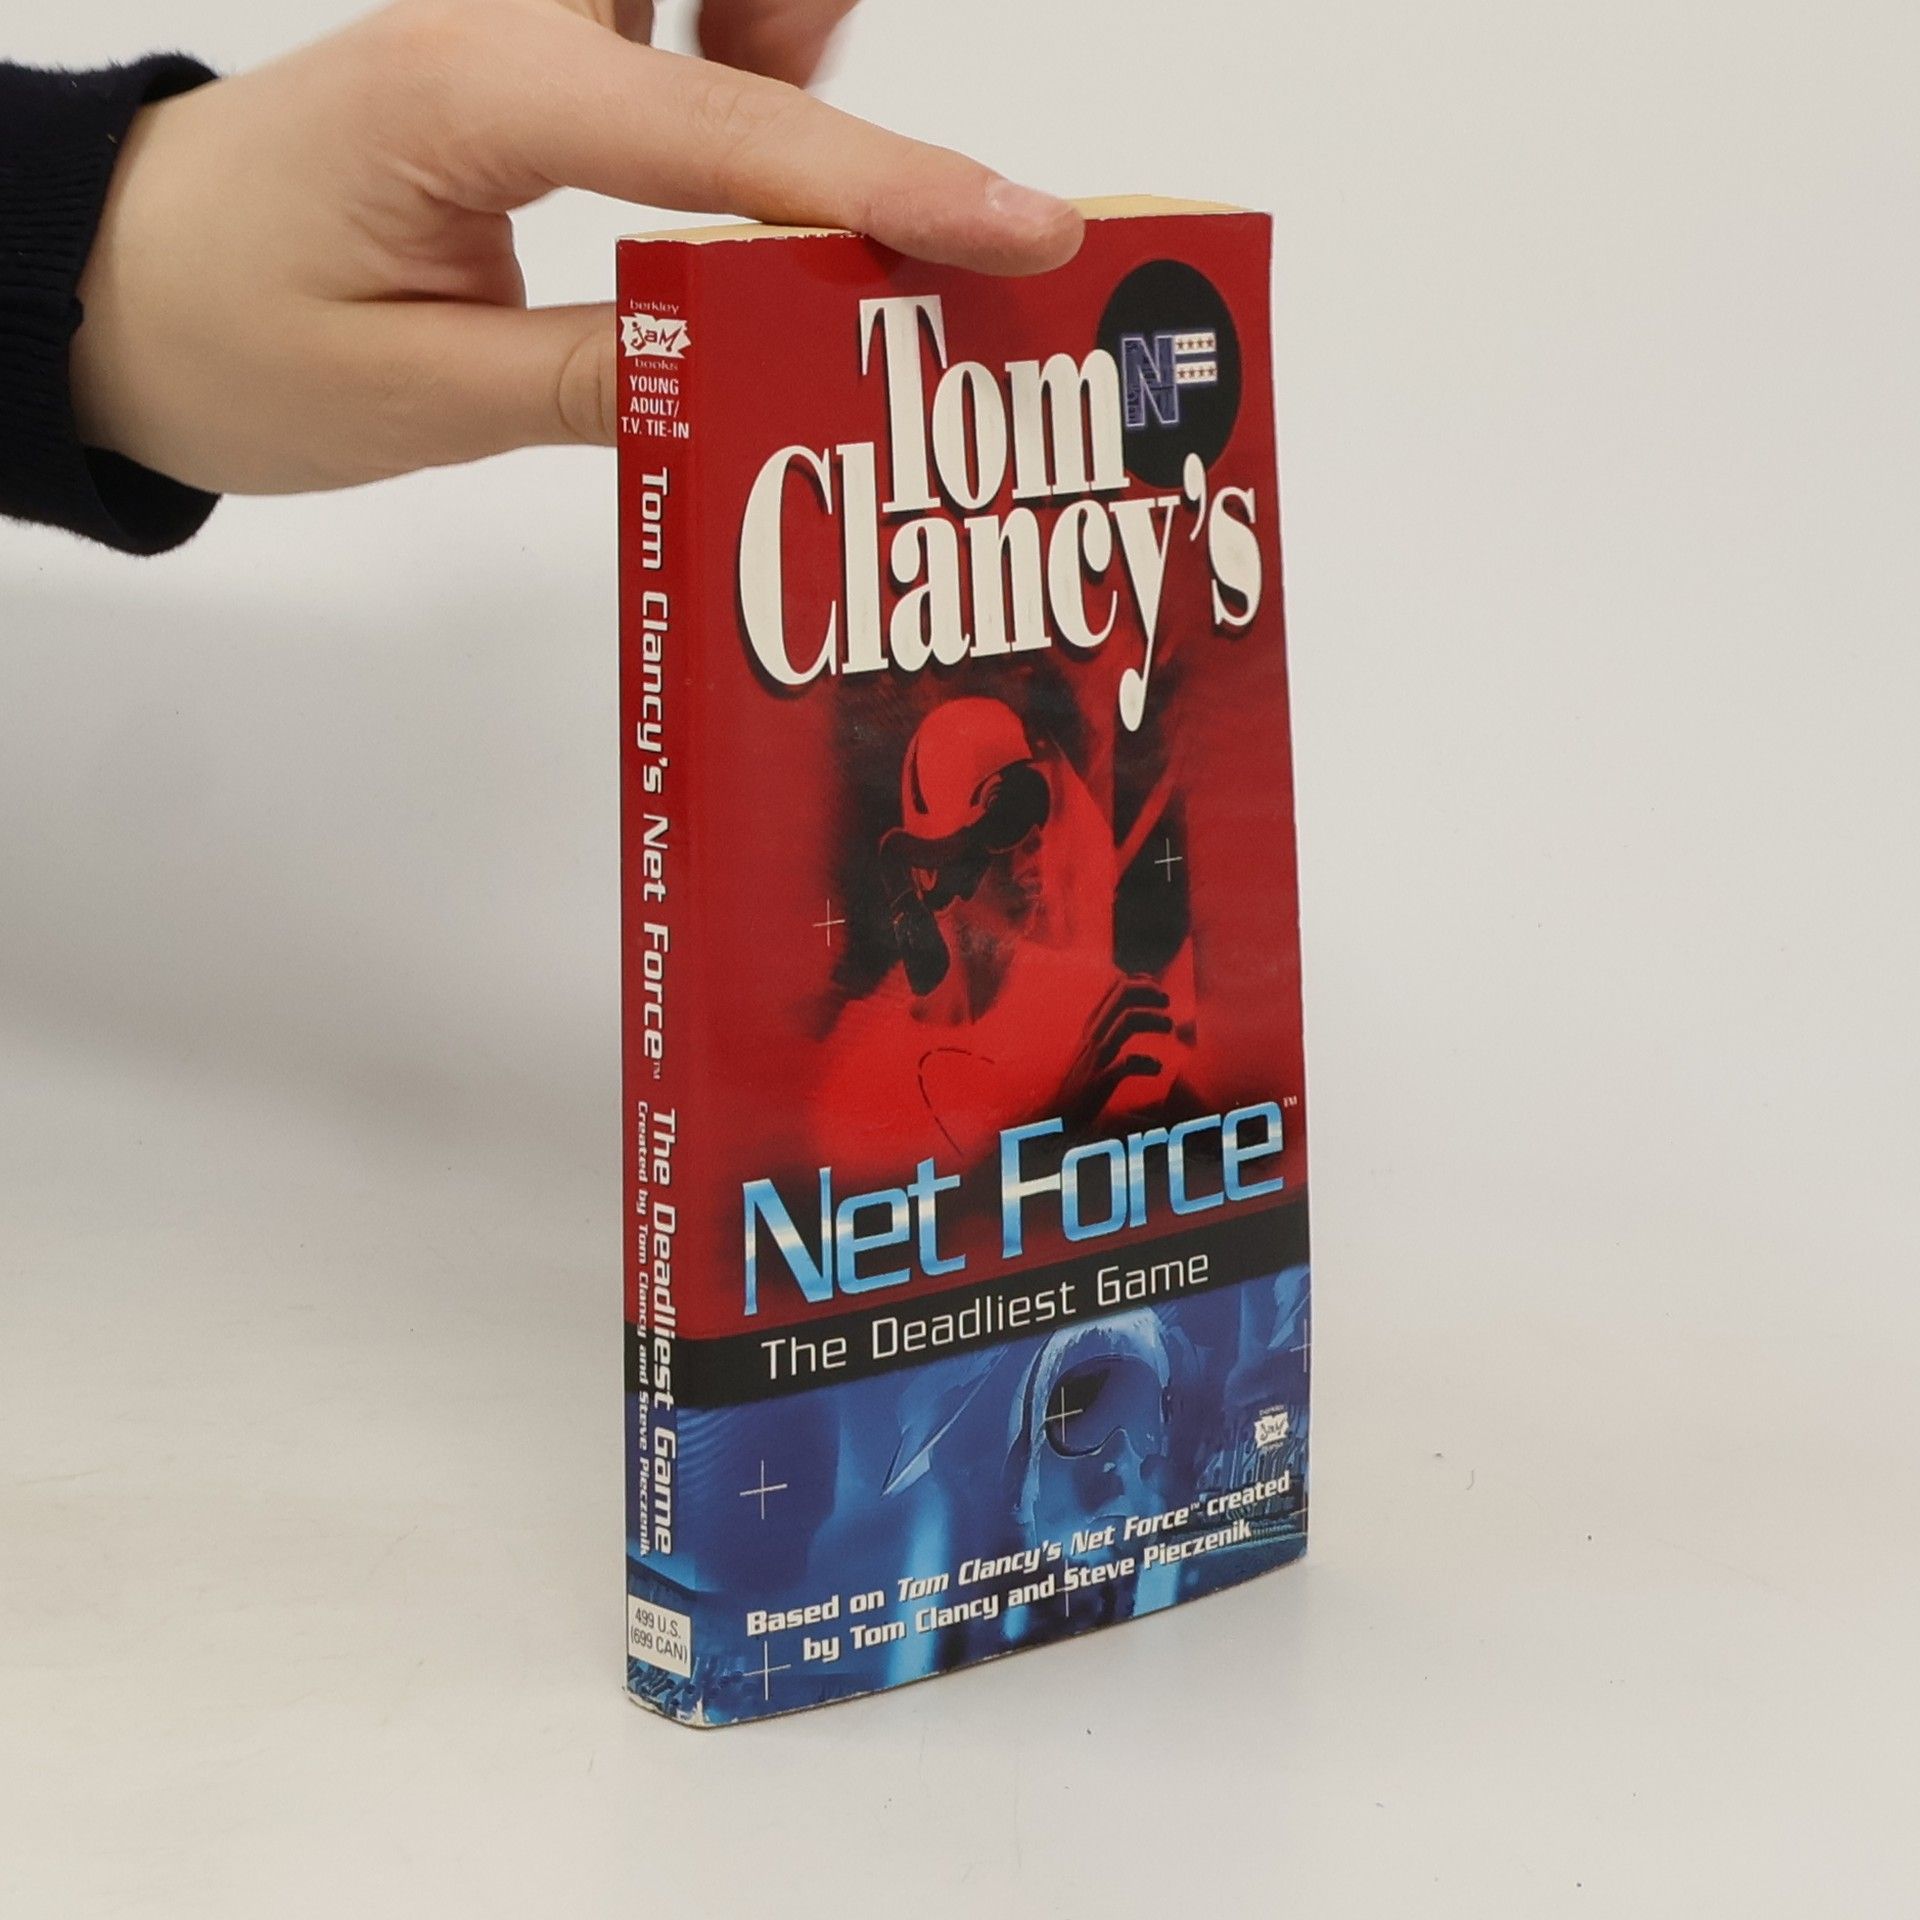 berkley
jaM
books
YOUNG
ADULT/
T.V. TIE-IN
Tom Clancy's Net Force™ The Deadliest Game
Created by Tom Clancy and Steve Pieczenik
499 U.S.
(699 CAN)
NF
Tom
Clancy's
Net Force™
The Deadliest Game
jaM
Based on Tom Clancy's Net Force™ created
by Tom Clancy and Steve Pieczenik